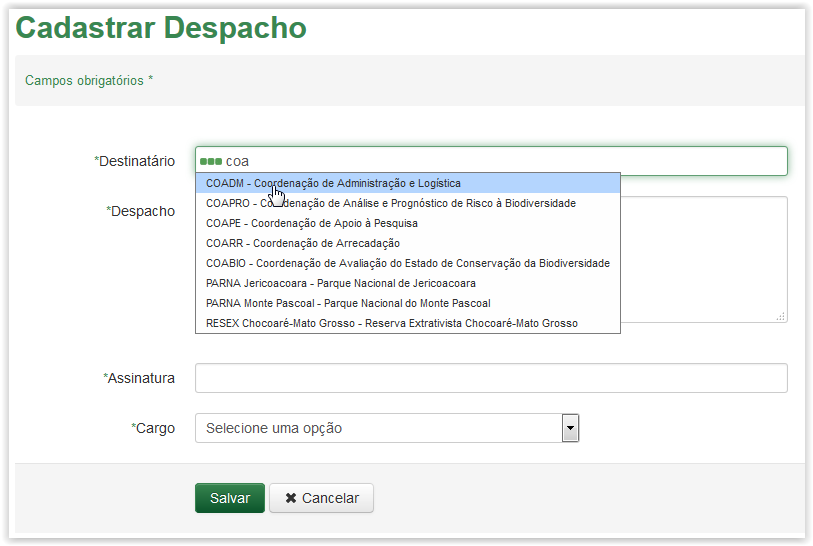 Cadastrar Despacho
Campos obrigatórios *
*Destinatário
coa
COADM - Coordenação de Administração e Logística
COAPRO - Coordenação de Análise e Prognóstico de Risco à Biodiversidade
COAPE - Coordenação de Apoio à Pesquisa
COARR - Coordenação de Arrecadação
COABIO - Coordenação de Avaliação do Estado de Conservação da Biodiversidade
PARNA Jericoacoara - Parque Nacional de Jericoacoara
PARNA Monte Pascoal - Parque Nacional do Monte Pascoal
RESEX Chocoaré-Mato Grosso - Reserva Extrativista Chocoaré-Mato Grosso
*Despacho
*Assinatura
*Cargo
Selecione uma opção
Salvar
Cancelar